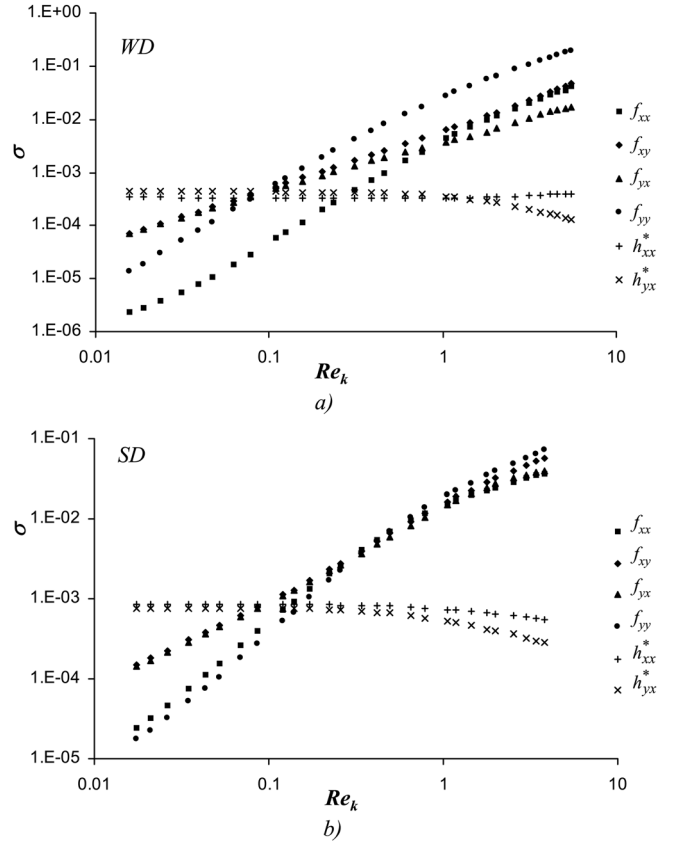 1.E+00
WD
1.E-01
1.E-02
1.E-03
1.E-04
1.E-05
1.E-06
σ
0.01 0.1 1 10
Re_k
f_xx
f_xy
f_yx
f_yy
h*_xx
h*_yx
a)
1.E-01
SD
1.E-02
1.E-03
1.E-04
1.E-05
σ
0.01 0.1 1 10
Re_k
f_xx
f_xy
f_yx
f_yy
h*_xx
h*_yx
b)